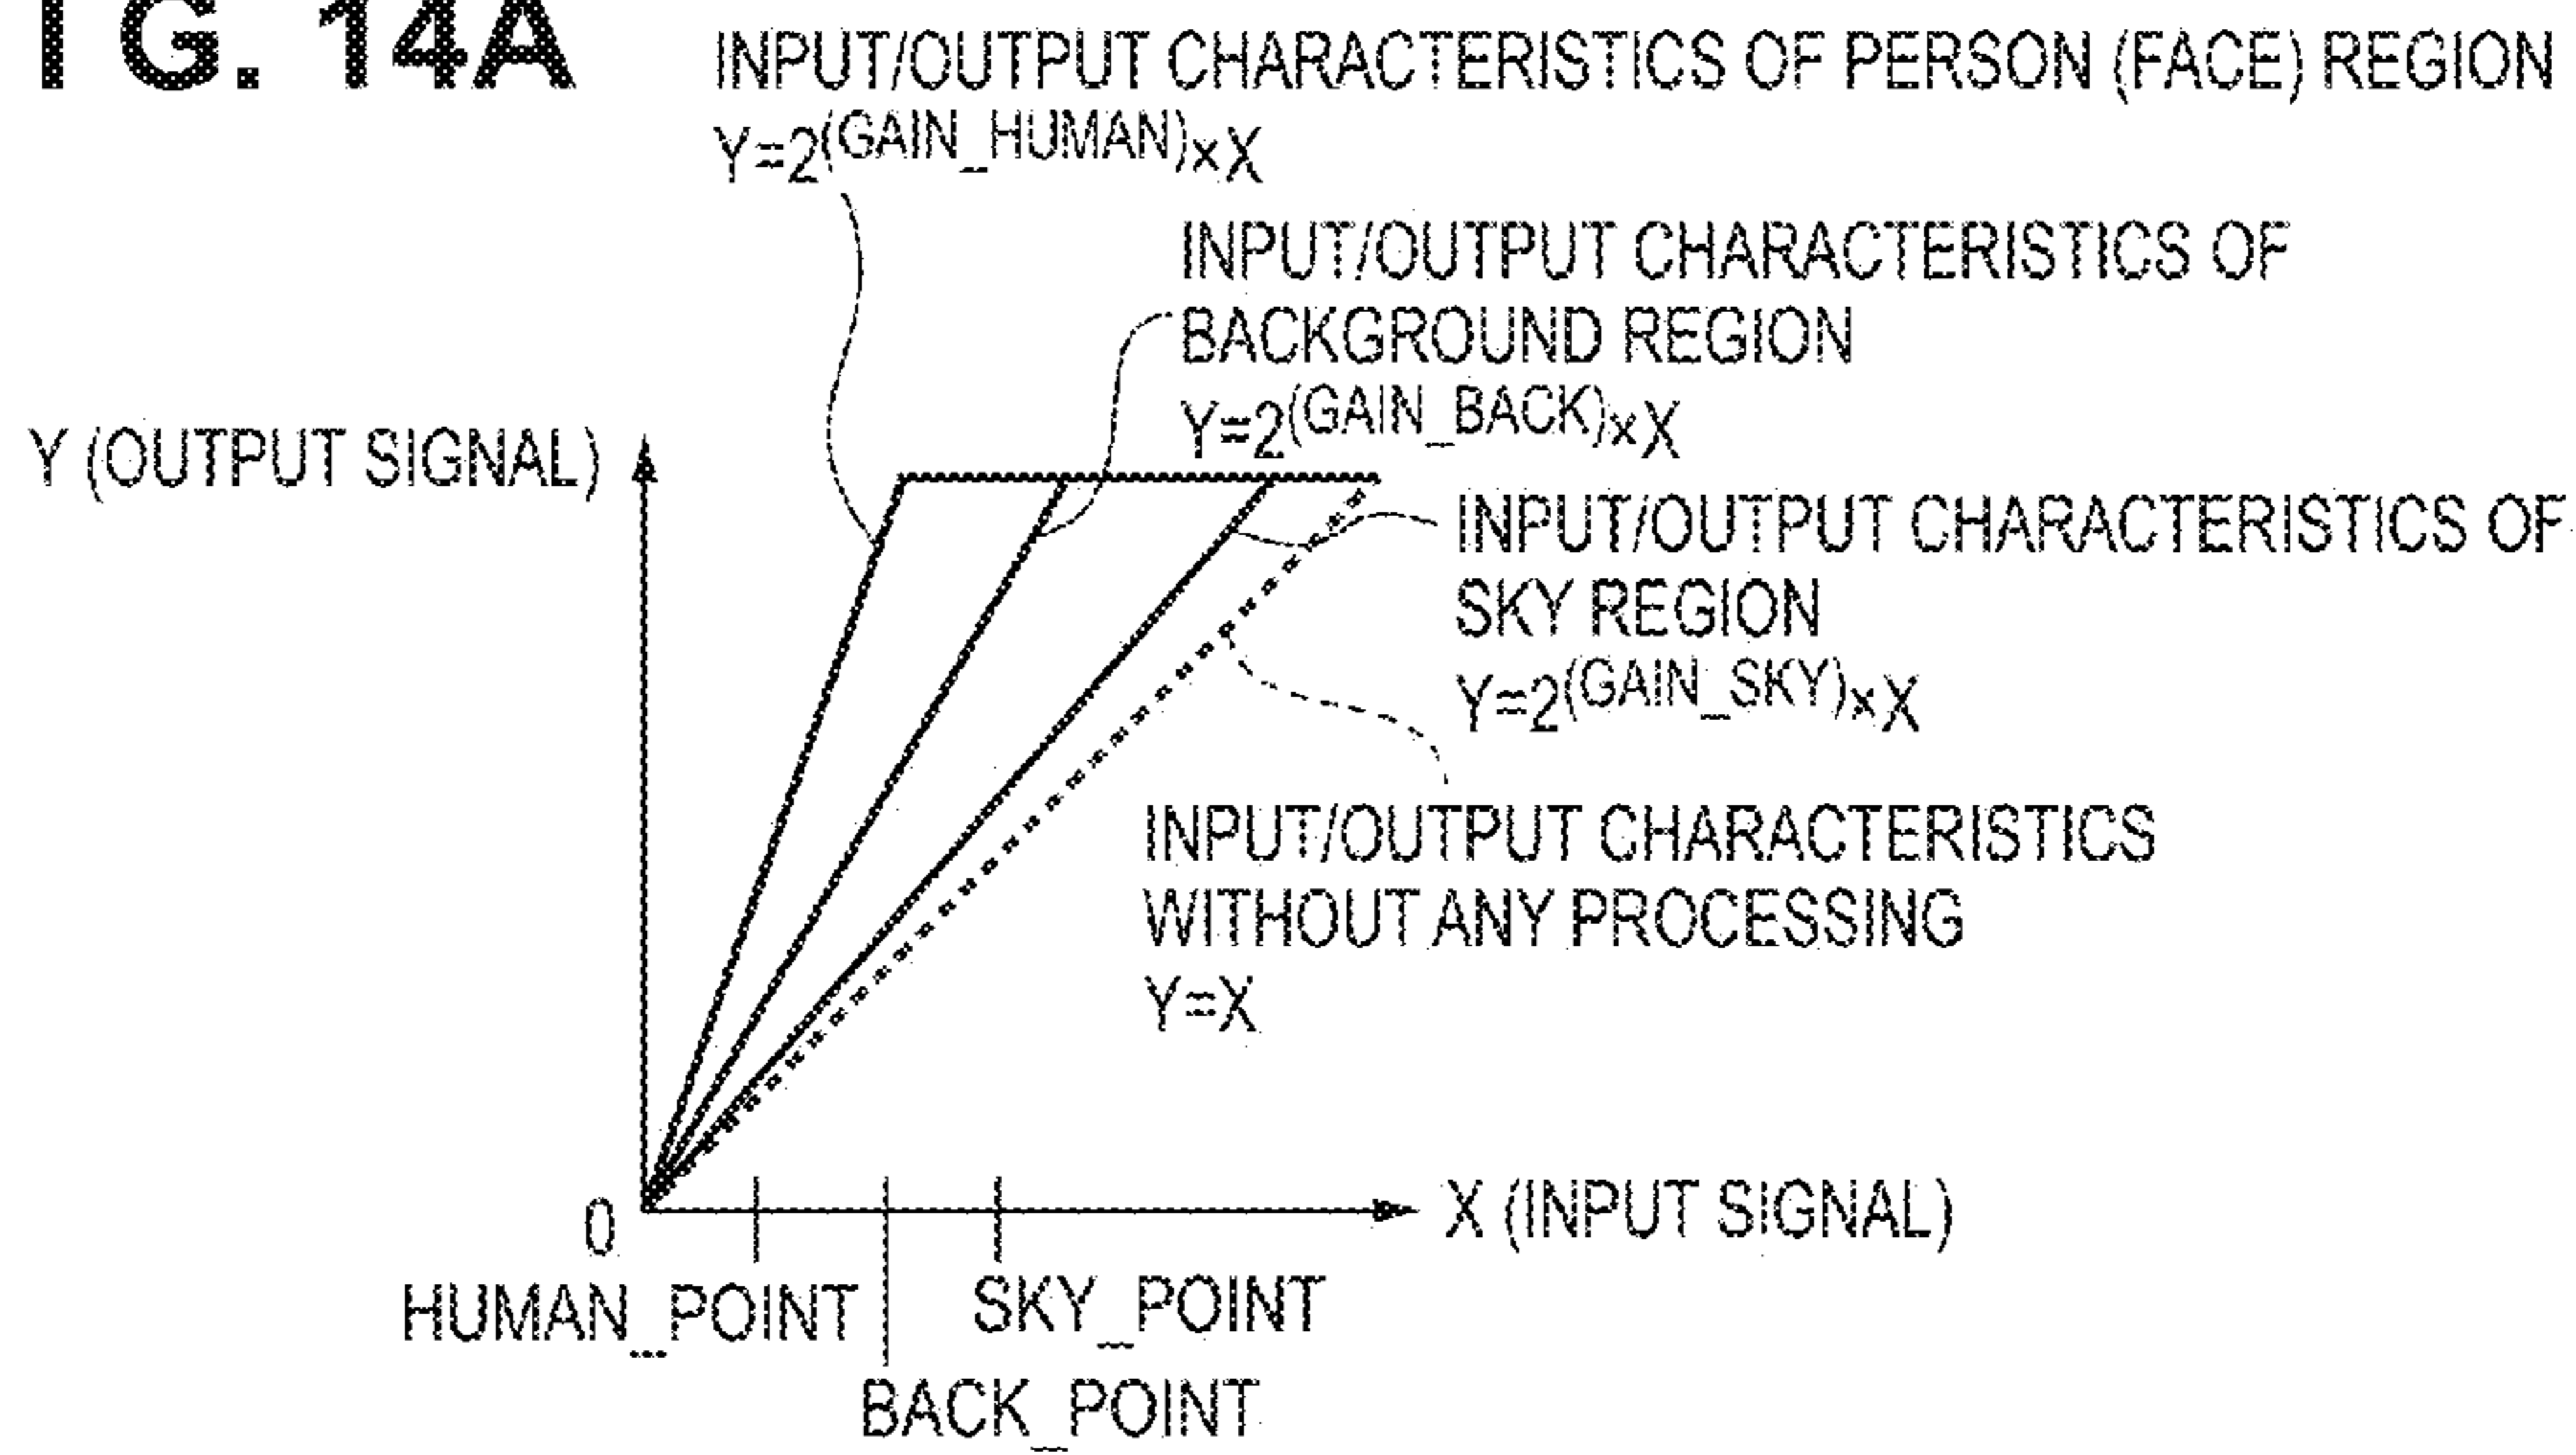 IG. 14A
INPUT/OUTPUT CHARACTERISTICS OF PERSON (FACE) REGION
Y=2(GAIN_HUMAN)×X
INPUT/OUTPUT CHARACTERISTICS OF
BACKGROUND REGION
Y=2(GAIN_BACK)×X
Y (OUTPUT SIGNAL)
INPUT/OUTPUT CHARACTERISTICS OF
SKY REGION
Y=2(GAIN_SKY)×X
INPUT/OUTPUT CHARACTERISTICS
WITHOUT ANY PROCESSING
Y=X
0
X (INPUT SIGNAL)
HUMAN_POINT
SKY_POINT
BACK_POINT